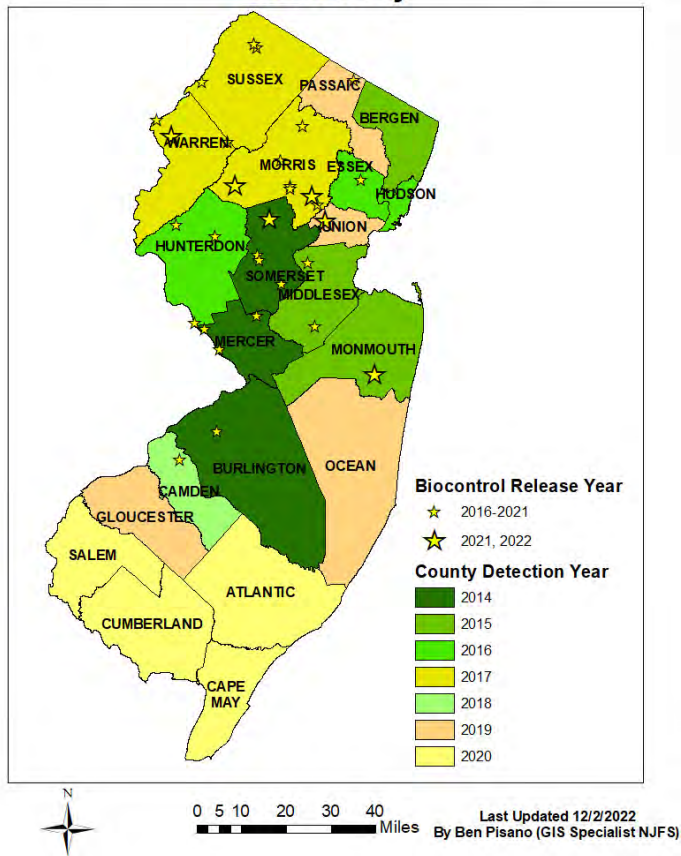 SUSSEX
PASSAIC
BERGEN
WARREN
MORRIS
ESSEX
HUDSON
UNION
HUNTERDON
SOMERSET
MIDDLESEX
MERCER
MONMOUTH
BURLINGTON
OCEAN
CAMDEN
GLOUCESTER
SALEM
ATLANTIC
CUMBERLAND
CAPE
MAY
Biocontrol Release Year
2016-2021
2021, 2022
County Detection Year
2014
2015
2016
2017
2018
2019
2020
N
0 5 10 20 30 40
Miles
Last Updated 12/2/2022
By Ben Pisano (GIS Specialist NJFS)